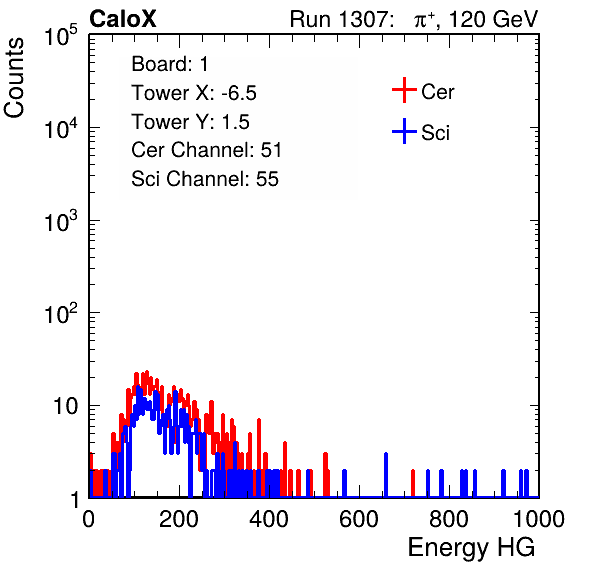 CaloX Run 1307: π⁺, 120 GeV
Counts
10⁵
10⁴
10³
10²
10
1
Board: 1
Tower X: -6.5
Tower Y: 1.5
Cer Channel: 51
Sci Channel: 55
Cer
Sci
0 200 400 600 800 1000
Energy HG